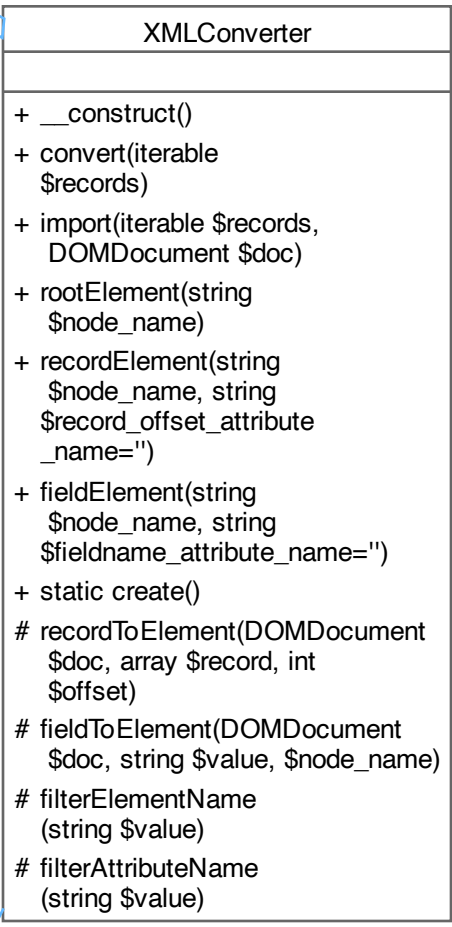 XMLConverter
+ __construct()
+ convert(iterable
$records)
+ import(iterable $records,
DOMDocument $doc)
+ rootElement(string
$node_name)
+ recordElement(string
$node_name, string
$record_offset_attribute
_name='')
+ fieldElement(string
$node_name, string
$fieldname_attribute_name='')
+ static create()
# recordToElement(DOMDocument
$doc, array $record, int
$offset)
# fieldToElement(DOMDocument
$doc, string $value, $node_name)
# filterElementName
(string $value)
# filterAttributeName
(string $value)